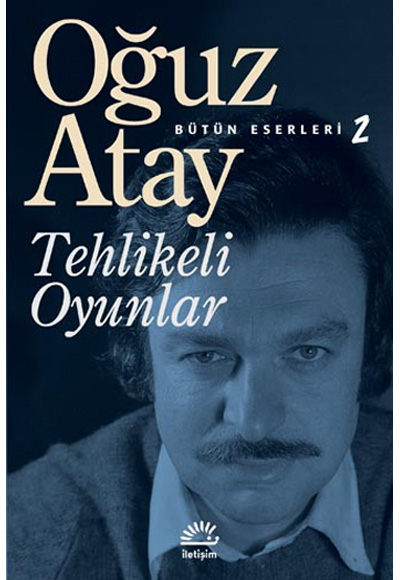 Oğuz
Atay
BÜTÜN ESERLERİ 2
Tehlikeli
Oyunlar
iletişim